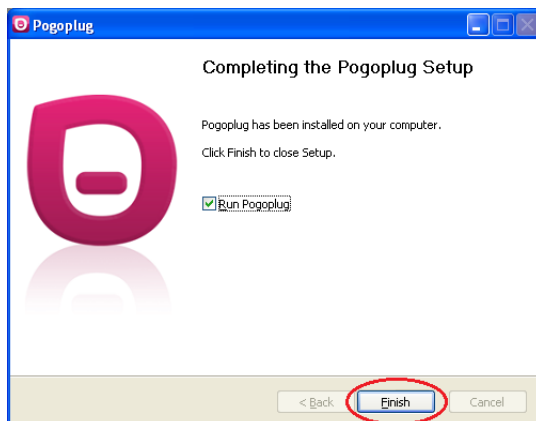 Pogoplug
Completing the Pogoplug Setup
Pogoplug has been installed on your computer.
Click Finish to close Setup.
Run Pogoplug
< Back
Finish
Cancel